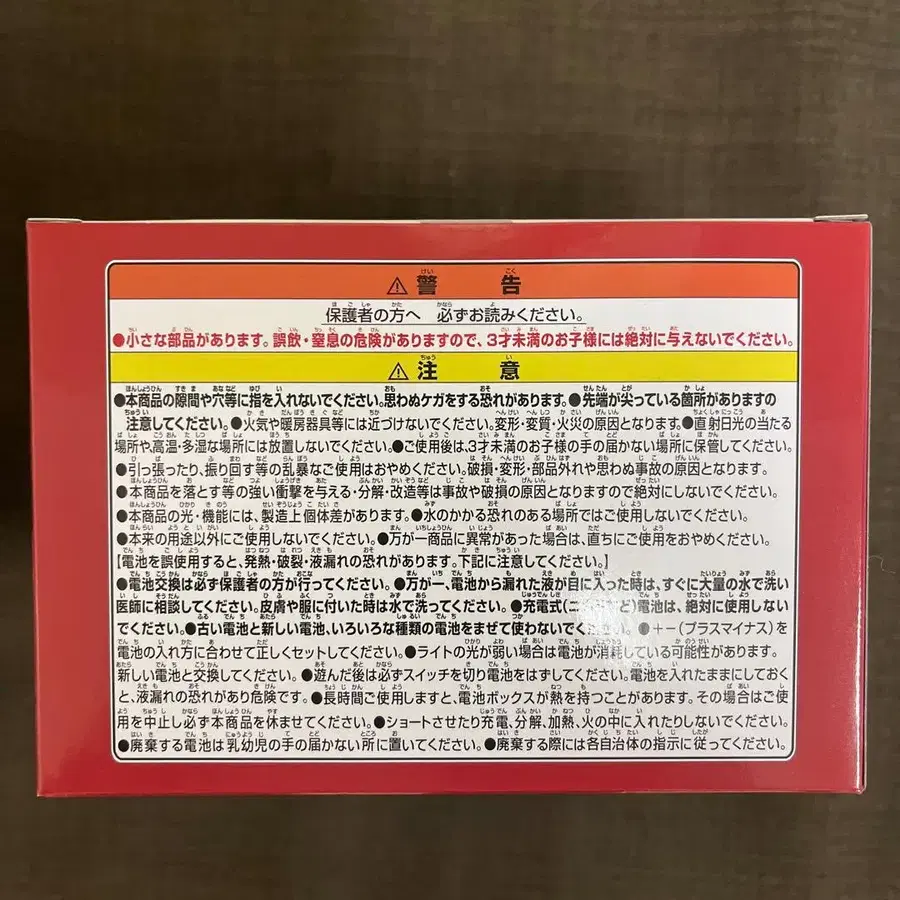 ⚠警告
保護者の方へ 必ずお読みください。
●小さな部品があります。誤飲・窒息の危険がありますので、3才未満のお子様には絶対に与えないでください。
⚠注意
●本商品の隙間や穴等に指を入れないでください。思わぬケガをする恐れがあります。●先端が尖っている箇所がありますの
注意してください。●火気や暖房器具等には近づけないでください。変形・変質・火災の原因となります。●直射日光の当たる
場所や、高温・多湿な場所には放置しないでください。●ご使用後は、3才未満のお子様の手の届かない場所に保管してください。
●引っ張ったり、振り回す等の乱暴なご使用はおやめください。破損・変形・部品外れや思わぬ事故の原因となります。
●本商品を落とす等の強い衝撃を与える・分解・改造等は事故や破損の原因となりますので絶対にしないでください。
●本商品の光・機能には、製造上個体差があります。●水のかかる恐れのある場所ではご使用しないでください。
●本来の用途以外にご使用しないでください。●万が一商品に異常があった場合は、直ちにご使用をおやめください。
【電池を誤使用すると、発熱・破裂・液漏れの恐れがあります。下記に注意してください。】
●電池交換は必ず保護者の方が行ってください。●万が一、電池から漏れた液が目に入った時は、すぐに大量の水で洗い
医師に相談してください。皮膚や服に付いた時は水で洗ってください。●充電式(ニど)電池は、絶対に使用しない
でください。●古い電池と新しい電池、いろいろな種類の電池をまぜて使わないでください。●+−(プラスマイナス)を
電池の入れ方に合わせて正しくセットしてください。●ライトの光が弱い場合は電池が消耗している可能性があります。
新しい電池と交換してください。●遊んだ後は必ずスイッチを切り電池をはずしてください。電池を入れたままにしておく
と、液漏れの恐れがあり危険です。●長時間ご使用しますと、電池ボックスが熱を持つことがあります。その場合はご使
用を中止し必ず本商品を休ませてください。●ショートさせたり充電、分解、加熱、火の中に入れたりしないでください。
●廃棄する電池は乳幼児の手の届かない所に置いてください。●廃棄する際には各自治体の指示に従ってください。